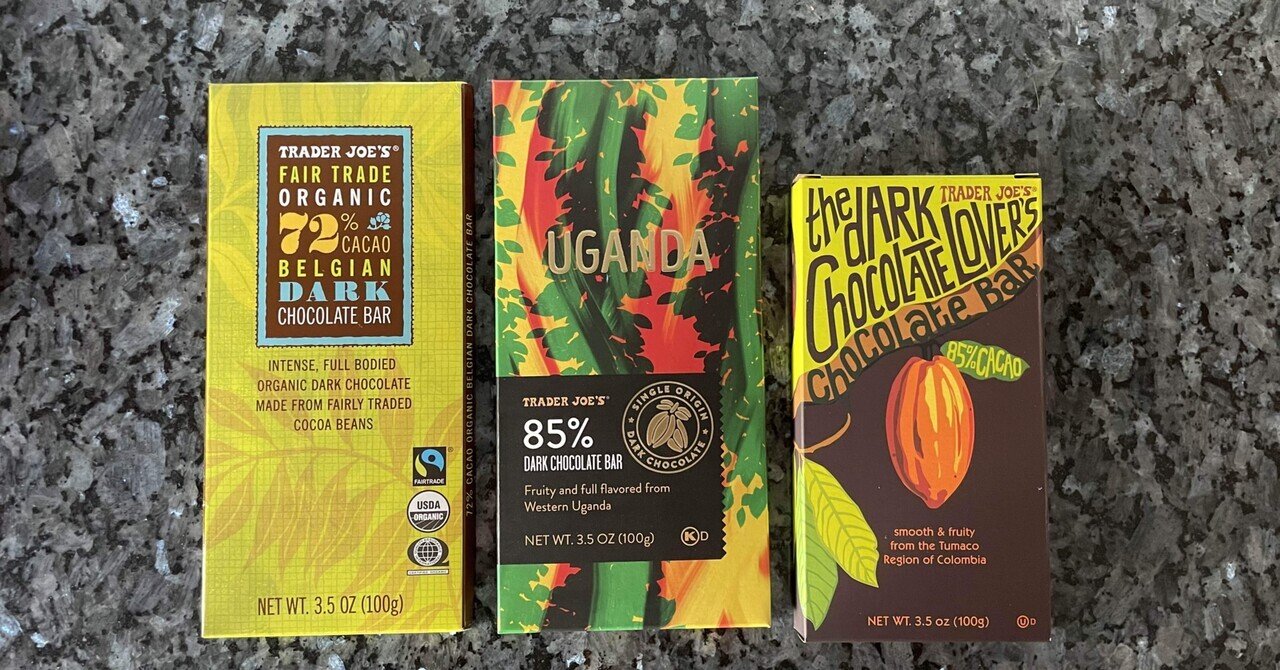 TRADER JOE'S®
FAIR TRADE
ORGANIC
72%
CACAO
BELGIAN
DARK
CHOCOLATE BAR
INTENSE, FULL BODIED
ORGANIC DARK CHOCOLATE
MADE FROM FAIRLY TRADED
COCOA BEANS
FAIRTRADE
USDA
ORGANIC
NET WT. 3.5 OZ (100g)
72% CACAO ORGANIC BELGIAN DARK CHOCOLATE BAR
UGANDA
TRADER JOE'S®
85%
DARK CHOCOLATE BAR
SINGLE ORIGIN
DARK CHOCOLATE
Fruity and full flavored from
Western Uganda
NET WT. 3.5 OZ (100g)
K D
TRADER JOE'S®
the dARK
ChocolAtE LOVER'S
Chocolate Bar
85% CACAO
smooth & fruity
from the Tumaco
Region of Colombia
NET WT. 3.5 oz (100g)
U D